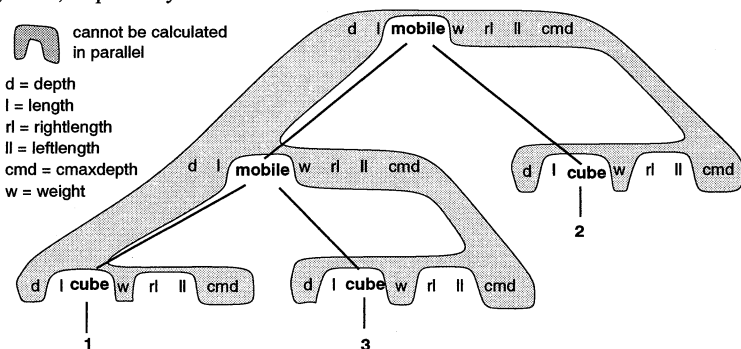 cannot be calculated
in parallel
d = depth
l = length
rl = rightlength
ll = leftlength
cmd = cmaxdepth
w = weight
d l mobile w rl ll cmd
d l mobile w rl ll cmd
d l cube w rl ll cmd
2
d l cube w rl ll cmd
d l cube w rl ll cmd
1
3